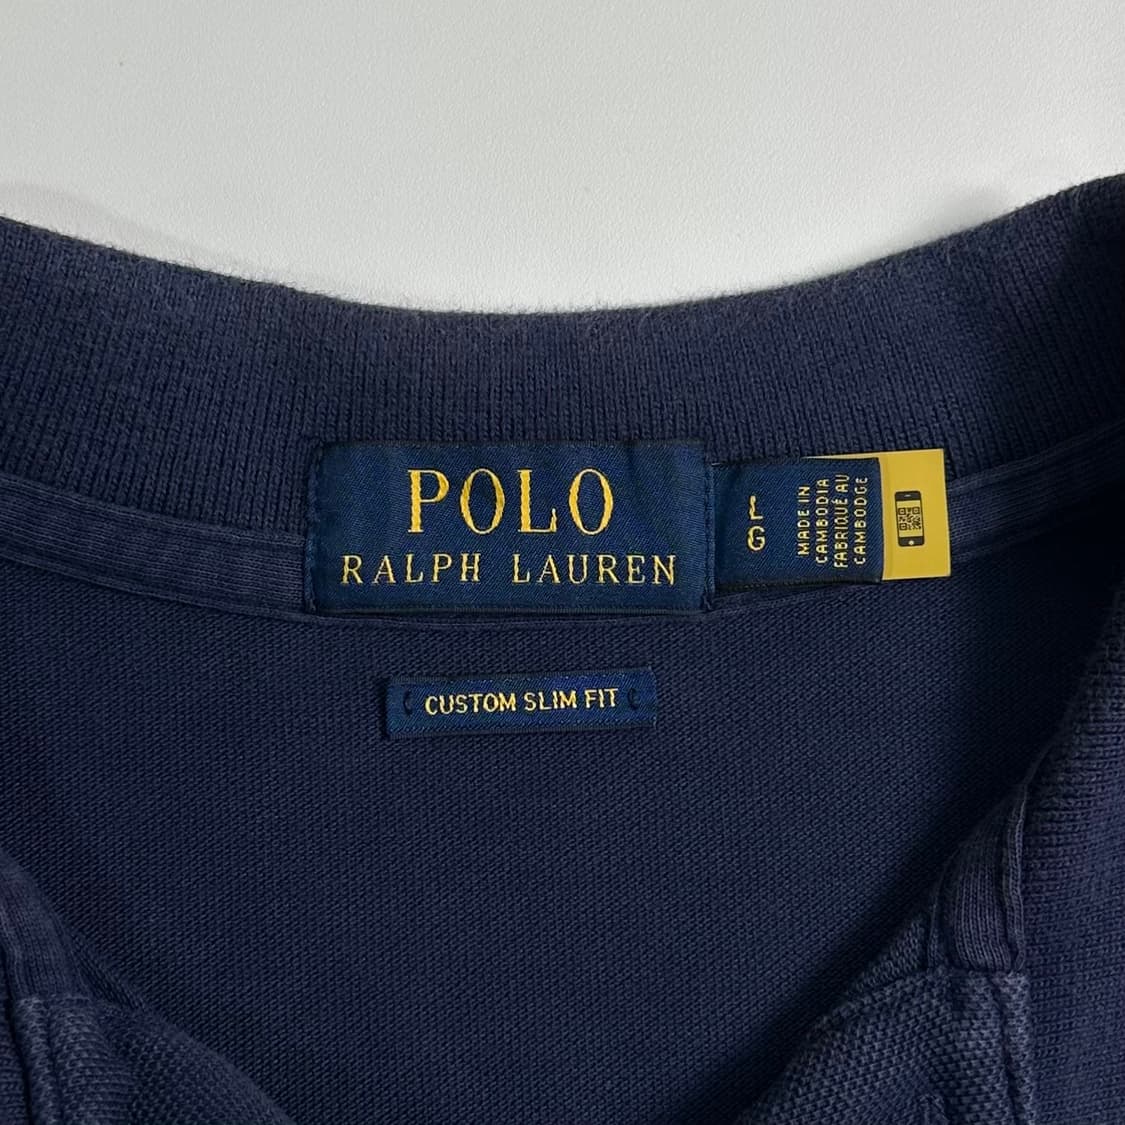 POLO
RALPH LAUREN
L
G
MADE IN
CAMBODIA
FABRIQUÉ AU
CAMBODGE
CUSTOM SLIM FIT